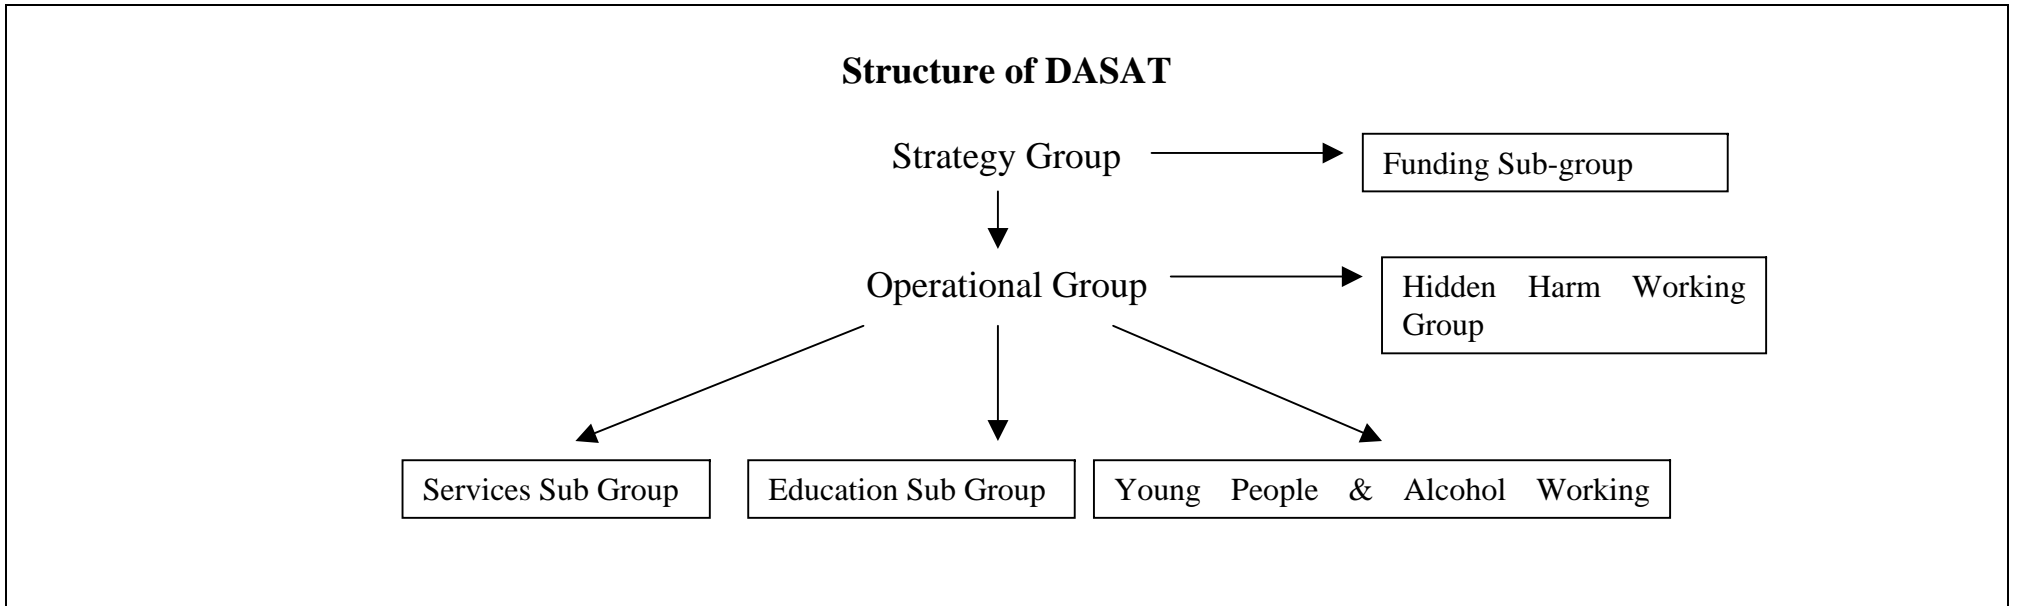 Structure of DASAT
Strategy Group
Funding Sub-group
Operational Group
Hidden Harm Working
Group
Services Sub Group
Education Sub Group
Young People & Alcohol Working